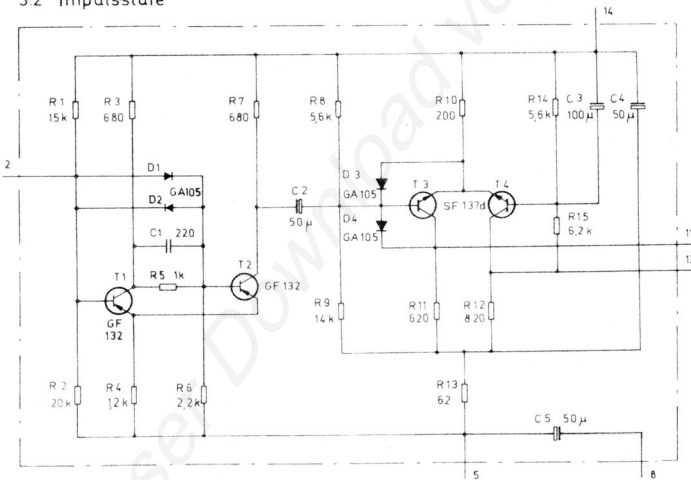 3.2 Impulsstufe
14
R1 15k
R3 680
R7 680
R8 5,6k
R10 200
R14 5,6k
C3 100µ
C4 50µ
2
D1
GA105
D2
C1 220
C2 50µ
D3 GA105
D4 GA105
T3
SF 137d
T4
R15 6,2k
11
T1
GF 132
R5 1k
T2
GF 132
R9 14k
R11 620
R12 820
R2 20k
R4 1,2k
R6 2,2k
R13 62
C5 50µ
5
8
ser Download v